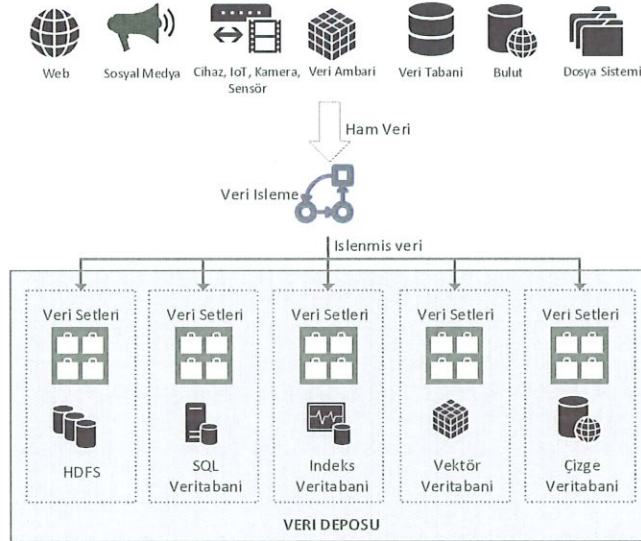 Web
Sosyal Medya
Cihaz, IoT, Kamera,
Sensör
Veri Ambari
Veri Tabani
Bulut
Dosya Sistemi
Ham Veri
Veri Isleme
Islenmis veri
Veri Setleri
Veri Setleri
Veri Setleri
Veri Setleri
Veri Setleri
HDFS
SQL
Veritabani
Indeks
Veritabani
Vektör
Veritabani
Çizge
Veritabani
VERI DEPOSU